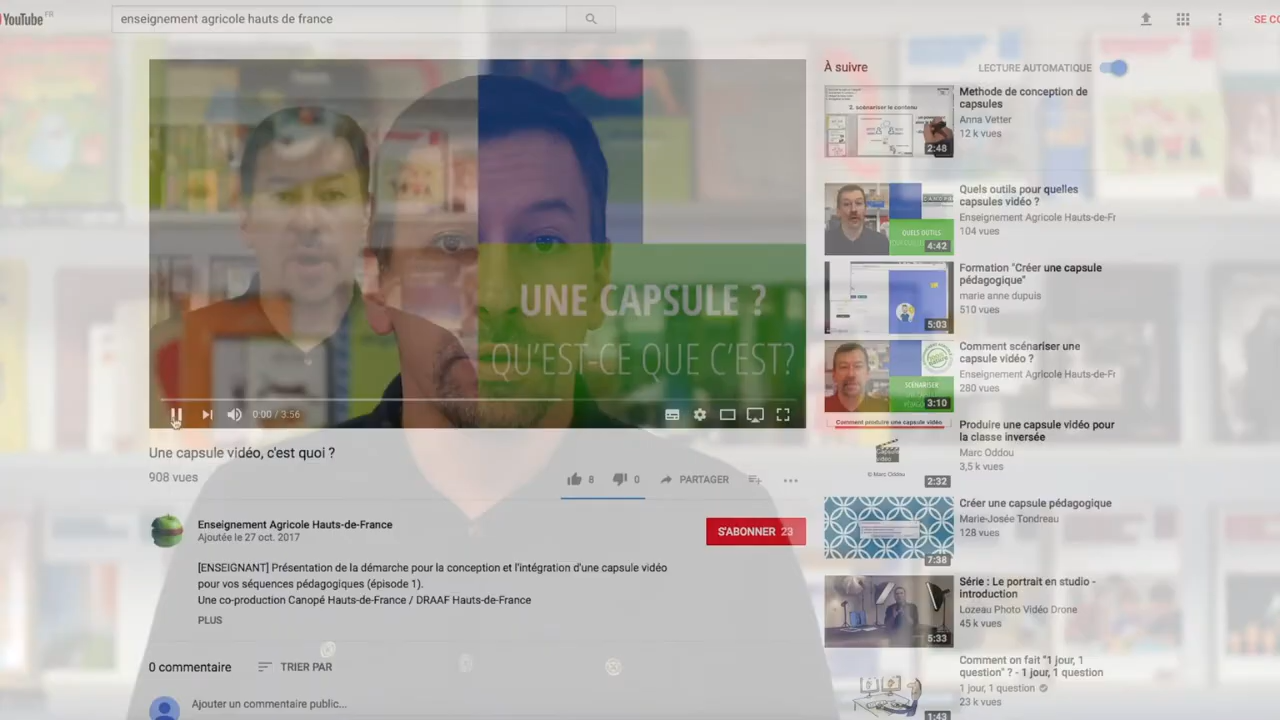 YouTube FR
enseignement agricole hauts de france
SE CO
À suivre
LECTURE AUTOMATIQUE
UNE CAPSULE ?
QU'EST-CE QUE C'EST?
0:00 / 3:56
Une capsule vidéo, c'est quoi ?
908 vues
8
0
PARTAGER
Enseignement Agricole Hauts-de-France
Ajoutée le 27 oct. 2017
S'ABONNER 23
[ENSEIGNANT] Présentation de la démarche pour la conception et l'intégration d'une capsule vidéo
pour vos séquences pédagogiques (épisode 1).
Une co-production Canopé Hauts-de-France / DRAAF Hauts-de-France
PLUS
0 commentaire
TRIER PAR
Ajouter un commentaire public...
2. scénariser le contenu
2:48
Methode de conception de
capsules
Anna Vetter
12 k vues
QUELS OUTILS
4:42
Quels outils pour quelles
capsules vidéo ?
Enseignement Agricole Hauts-de-Fr
104 vues
5:03
Formation "Créer une capsule
pédagogique"
marie anne dupuis
510 vues
SCÉNARISER
3:10
Comment scénariser une
capsule vidéo ?
Enseignement Agricole Hauts-de-Fr
280 vues
Comment produire une capsule vidéo
Capsule
vidéo
© Marc Oddou
2:32
Produire une capsule vidéo pour
la classe inversée
Marc Oddou
3,5 k vues
7:38
Créer une capsule pédagogique
Marie-Josée Tondreau
128 vues
5:33
Série : Le portrait en studio -
introduction
Lozeau Photo Vidéo Drone
45 k vues
1:43
Comment on fait "1 jour, 1
question" ? - 1 jour, 1 question
1 jour, 1 question
23 k vues